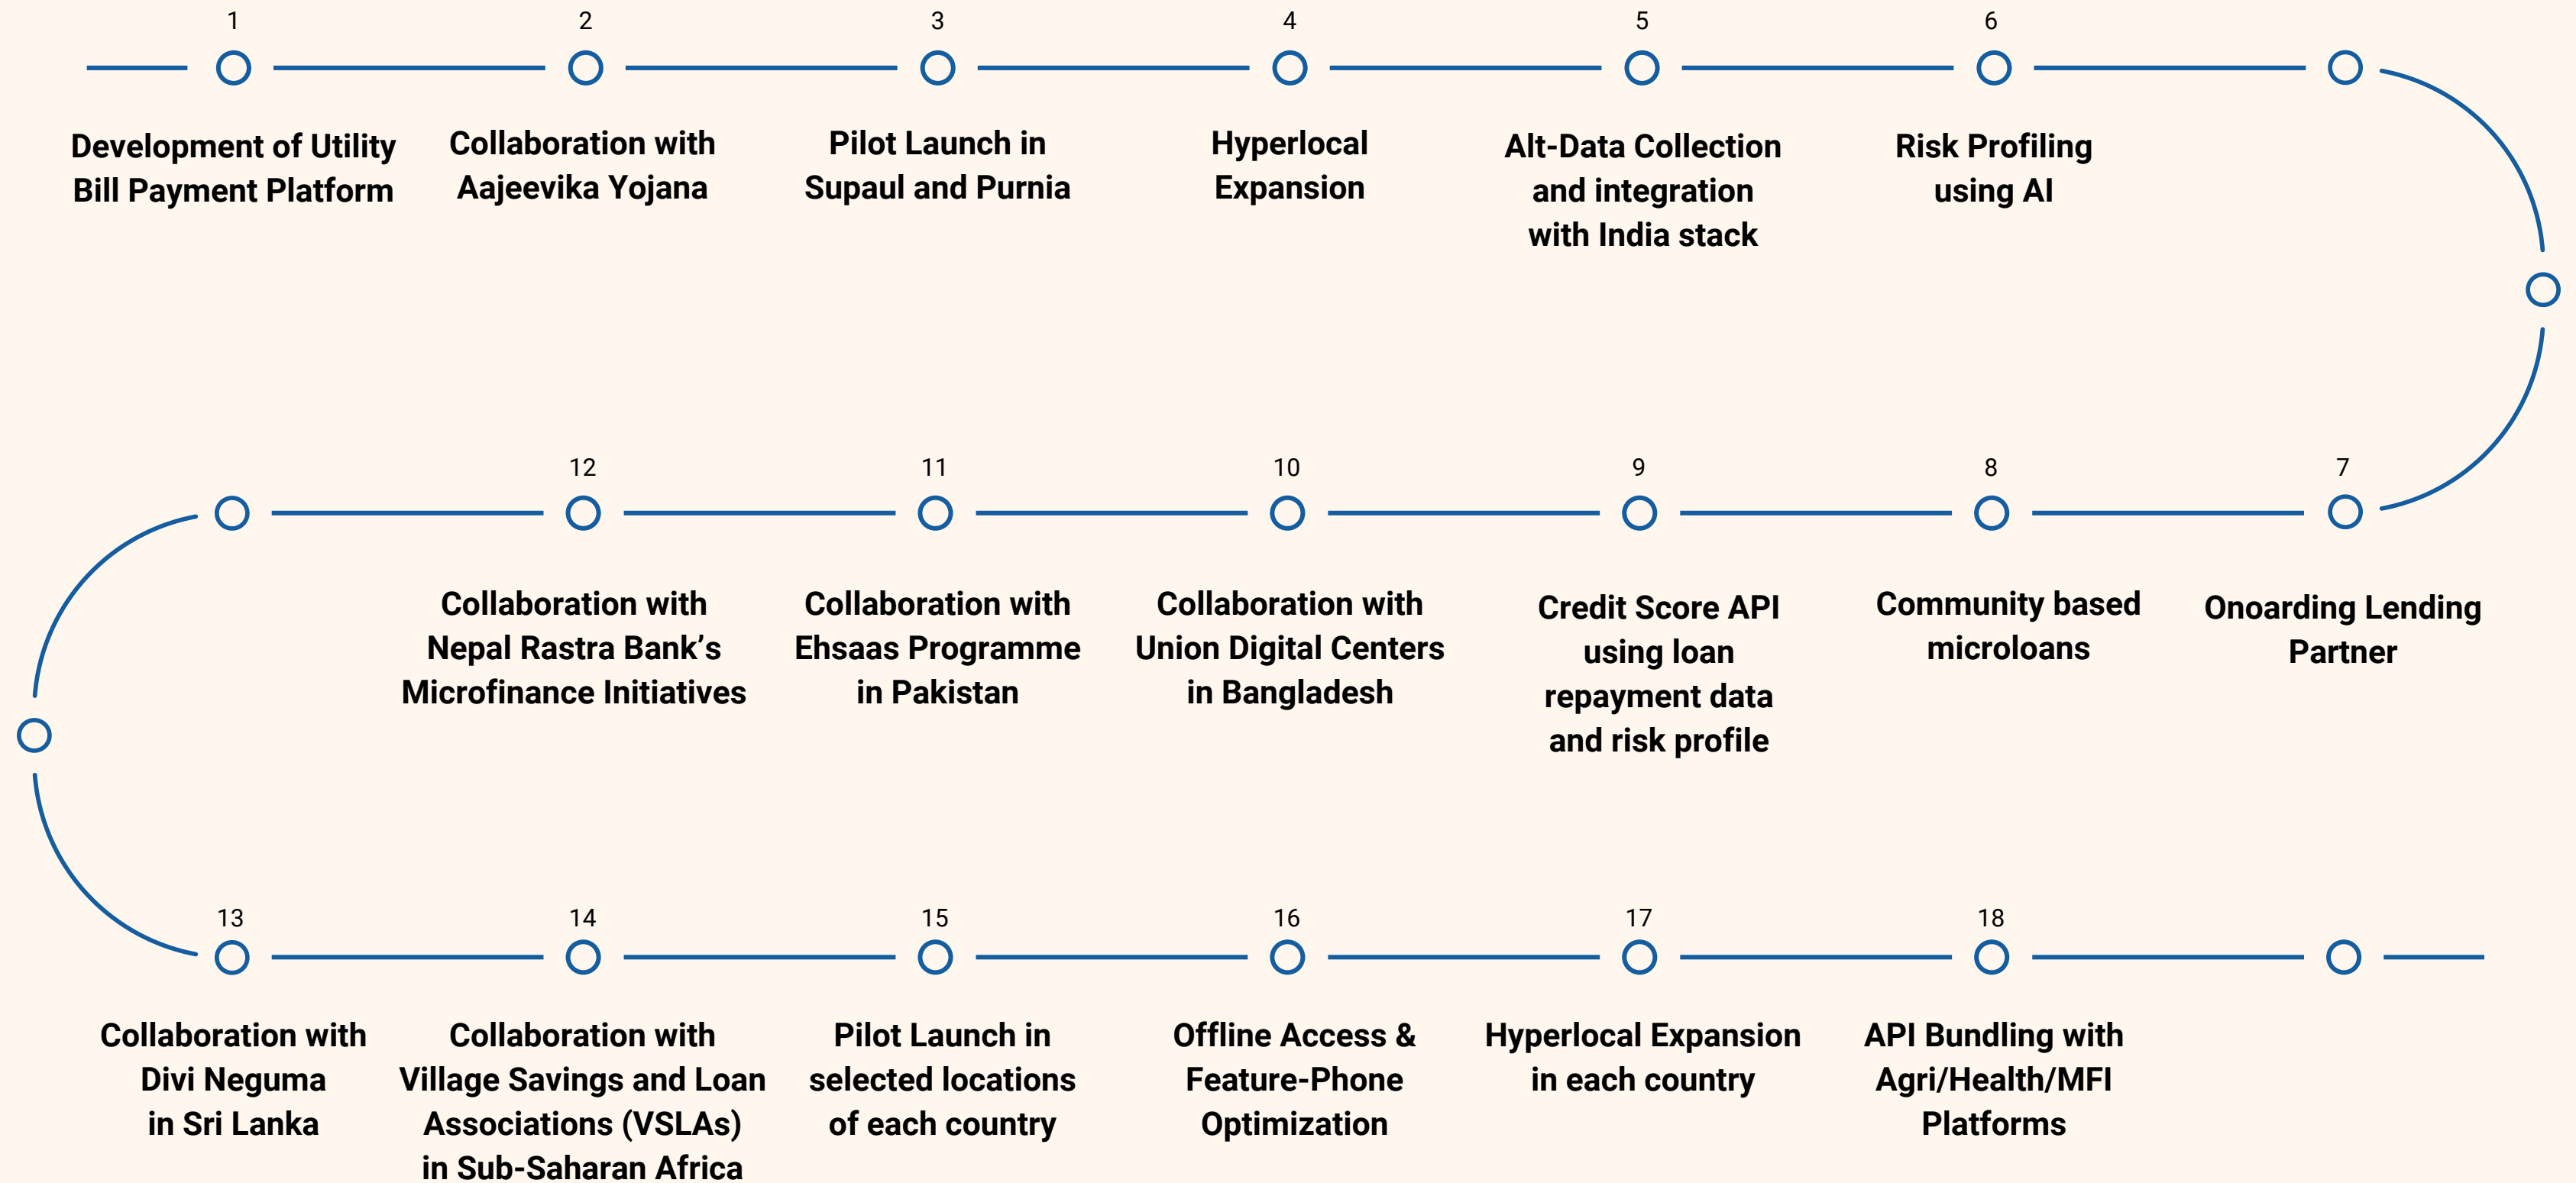 1
Development of Utility
Bill Payment Platform
2
Collaboration with
Aajeevika Yojana
3
Pilot Launch in
Supaul and Purnia
4
Hyperlocal
Expansion
5
Alt-Data Collection
and integration
with India stack
6
Risk Profiling
using AI
7
Onoarding Lending
Partner
8
Community based
microloans
9
Credit Score API
using loan
repayment data
and risk profile
10
Collaboration with
Union Digital Centers
in Bangladesh
11
Collaboration with
Ehsaas Programme
in Pakistan
12
Collaboration with
Nepal Rastra Bank’s
Microfinance Initiatives
13
Collaboration with
Divi Neguma
in Sri Lanka
14
Collaboration with
Village Savings and Loan
Associations (VSLAs)
in Sub-Saharan Africa
15
Pilot Launch in
selected locations
of each country
16
Offline Access &
Feature-Phone
Optimization
17
Hyperlocal Expansion
in each country
18
API Bundling with
Agri/Health/MFI
Platforms